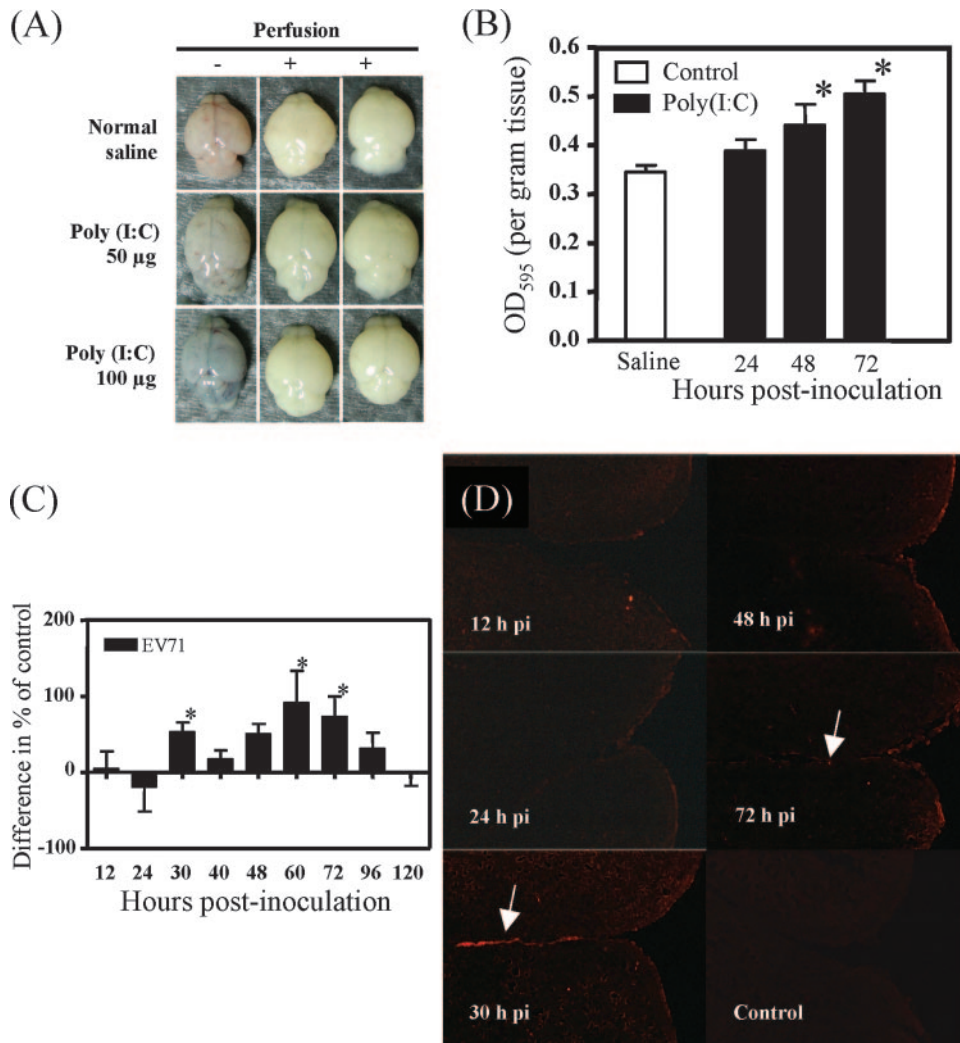 (A)
Perfusion
- + +
Normal
saline
Poly (I:C)
50 µg
Poly (I:C)
100 µg
(B)
0.6
0.5
0.4
0.3
0.6
0.1
0.0
OD595 (per gram tissue)
Control
Poly(I:C)
*
*
Saline 24 48 72
Hours post-inoculation
(C)
200
100
0
-100
Difference in % of control
EV71
*
*
*
12 24 30 40 48 60 72 96 120
Hours post-inoculation
(D)
12 h pi
48 h pi
24 h pi
72 h pi
30 h pi
Control